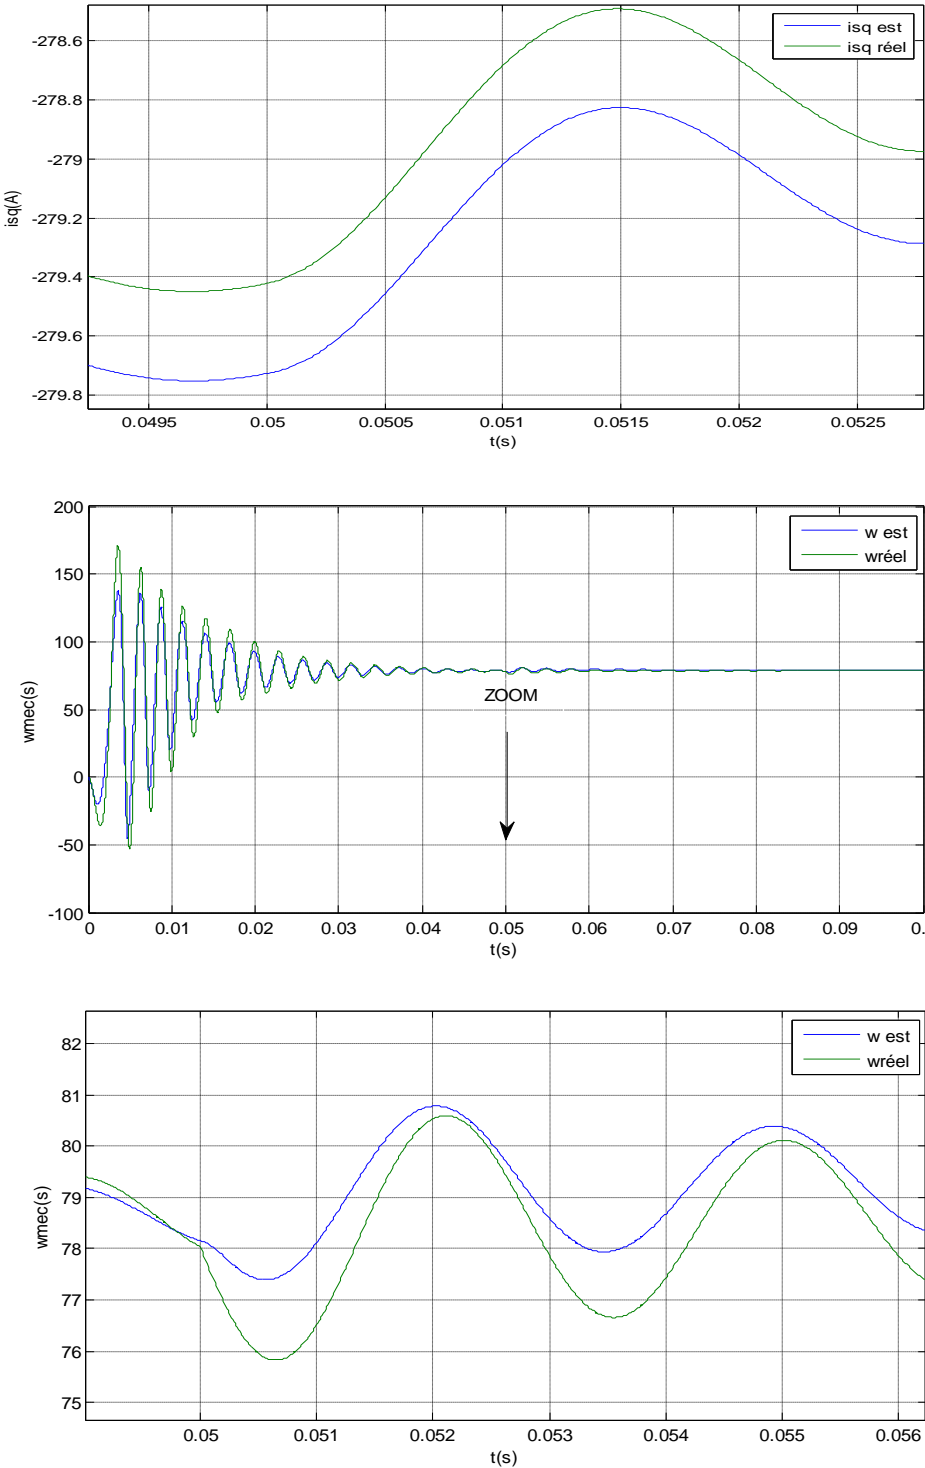 isq est
isq réel
-278.6
-278.8
-279
-279.2
-279.4
-279.6
-279.8
isq(A)
0.0495 0.05 0.0505 0.051 0.0515 0.052 0.0525
t(s)
w est
wréel
200
150
100
50
0
-50
-100
wmec(s)
ZOOM
0 0.01 0.02 0.03 0.04 0.05 0.06 0.07 0.08 0.09 0.
t(s)
w est
wréel
82
81
80
79
78
77
76
75
wmec(s)
0.05 0.051 0.052 0.053 0.054 0.055 0.056
t(s)